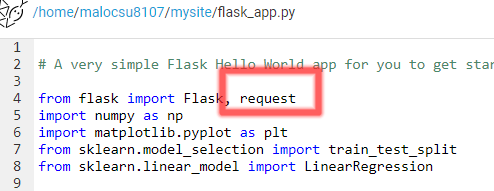 /home/malocsu8107/mysite/flask_app.py
1
2 # A very simple Flask Hello World app for you to get star
3
4 from flask import Flask, request
5 import numpy as np
6 import matplotlib.pyplot as plt
7 from sklearn.model_selection import train_test_split
8 from sklearn.linear_model import LinearRegression